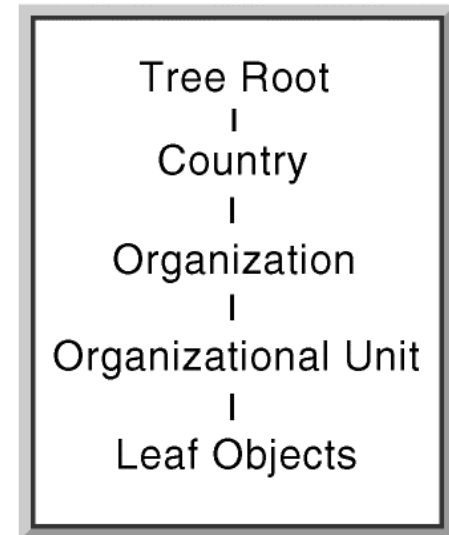 Tree Root
Country
Organization
Organizational Unit
Leaf Objects